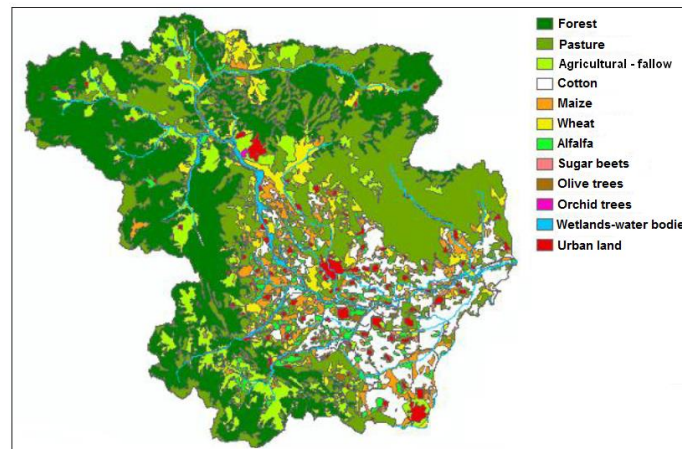 Forest
Pasture
Agricultural - fallow
Cotton
Maize
Wheat
Alfalfa
Sugar beets
Olive trees
Orchid trees
Wetlands-water bodie
Urban land